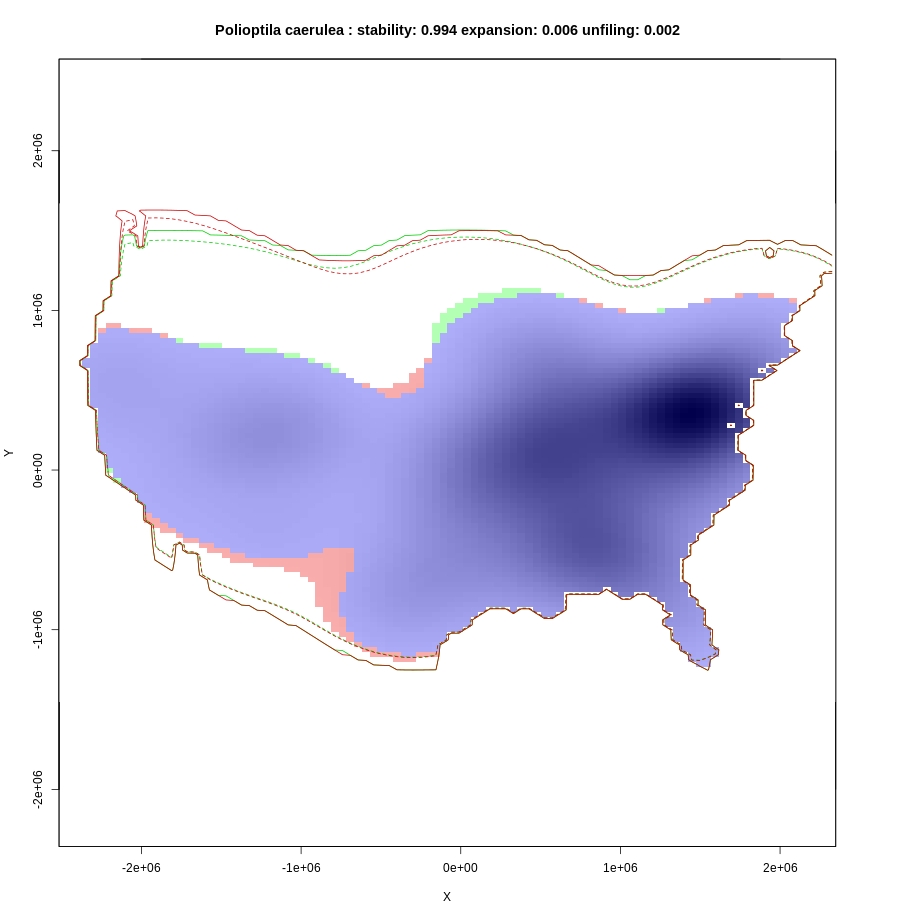 Polioptila caerulea : stability: 0.994 expansion: 0.006 unfiling: 0.002
2e+06
1e+06
0e+00
-1e+06
-2e+06
Y
-2e+06 -1e+06 0e+00 1e+06 2e+06
X